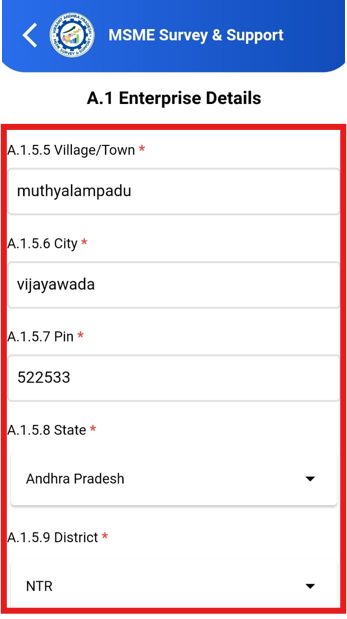 MSME Survey & Support
A.1 Enterprise Details
A.1.5.5 Village/Town *
muthyalampadu
A.1.5.6 City *
vijayawada
A.1.5.7 Pin *
522533
A.1.5.8 State *
Andhra Pradesh
A.1.5.9 District *
NTR